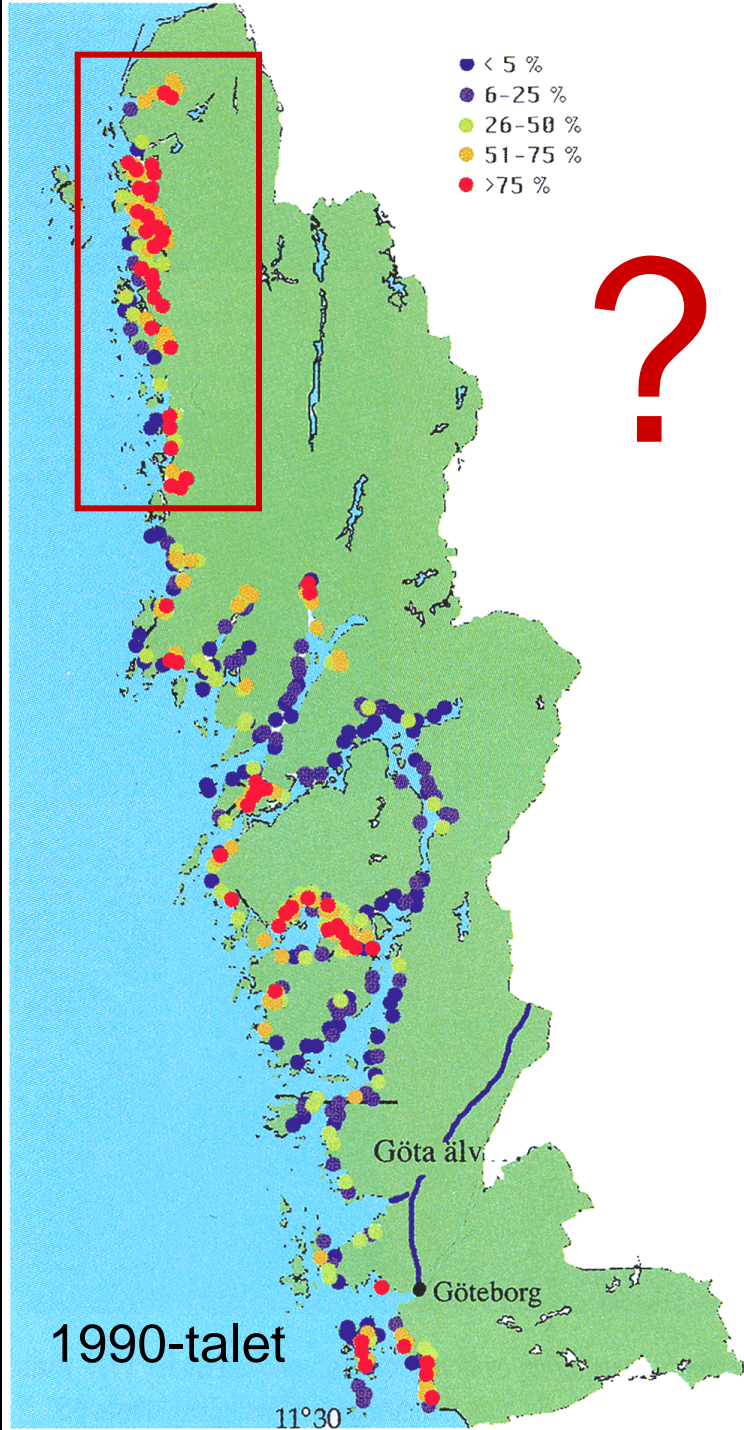 < 5 %
6-25 %
26-50 %
51-75 %
>75 %
?
Göta älv
Göteborg
1990-talet
11°30